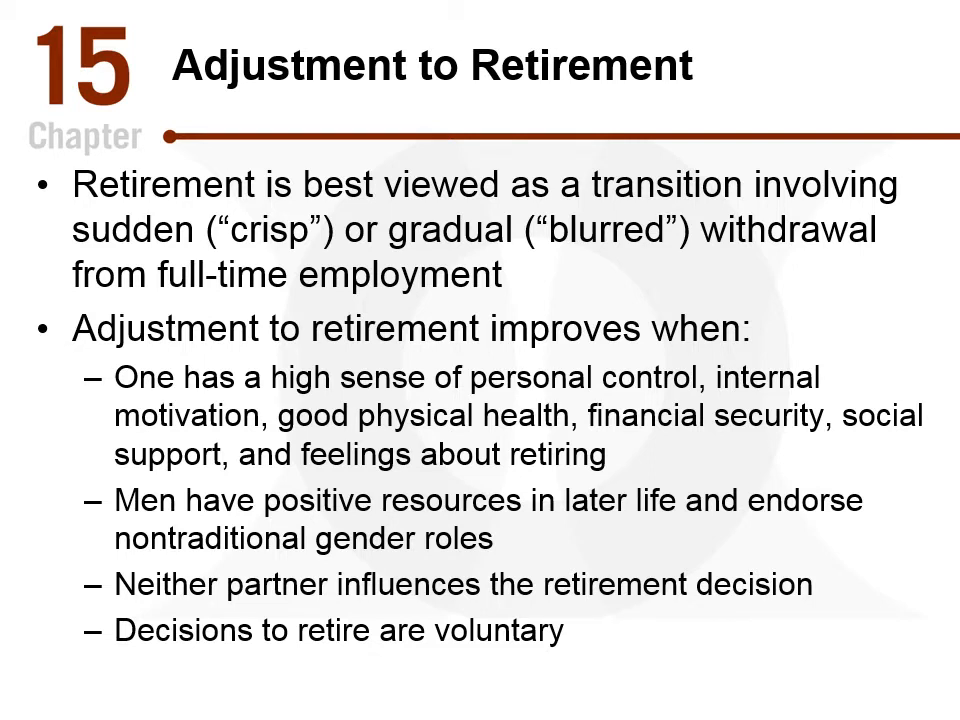 15
Chapter
Adjustment to Retirement
• Retirement is best viewed as a transition involving
sudden (“crisp”) or gradual (“blurred”) withdrawal
from full-time employment
• Adjustment to retirement improves when:
– One has a high sense of personal control, internal
motivation, good physical health, financial security, social
support, and feelings about retiring
– Men have positive resources in later life and endorse
nontraditional gender roles
– Neither partner influences the retirement decision
– Decisions to retire are voluntary